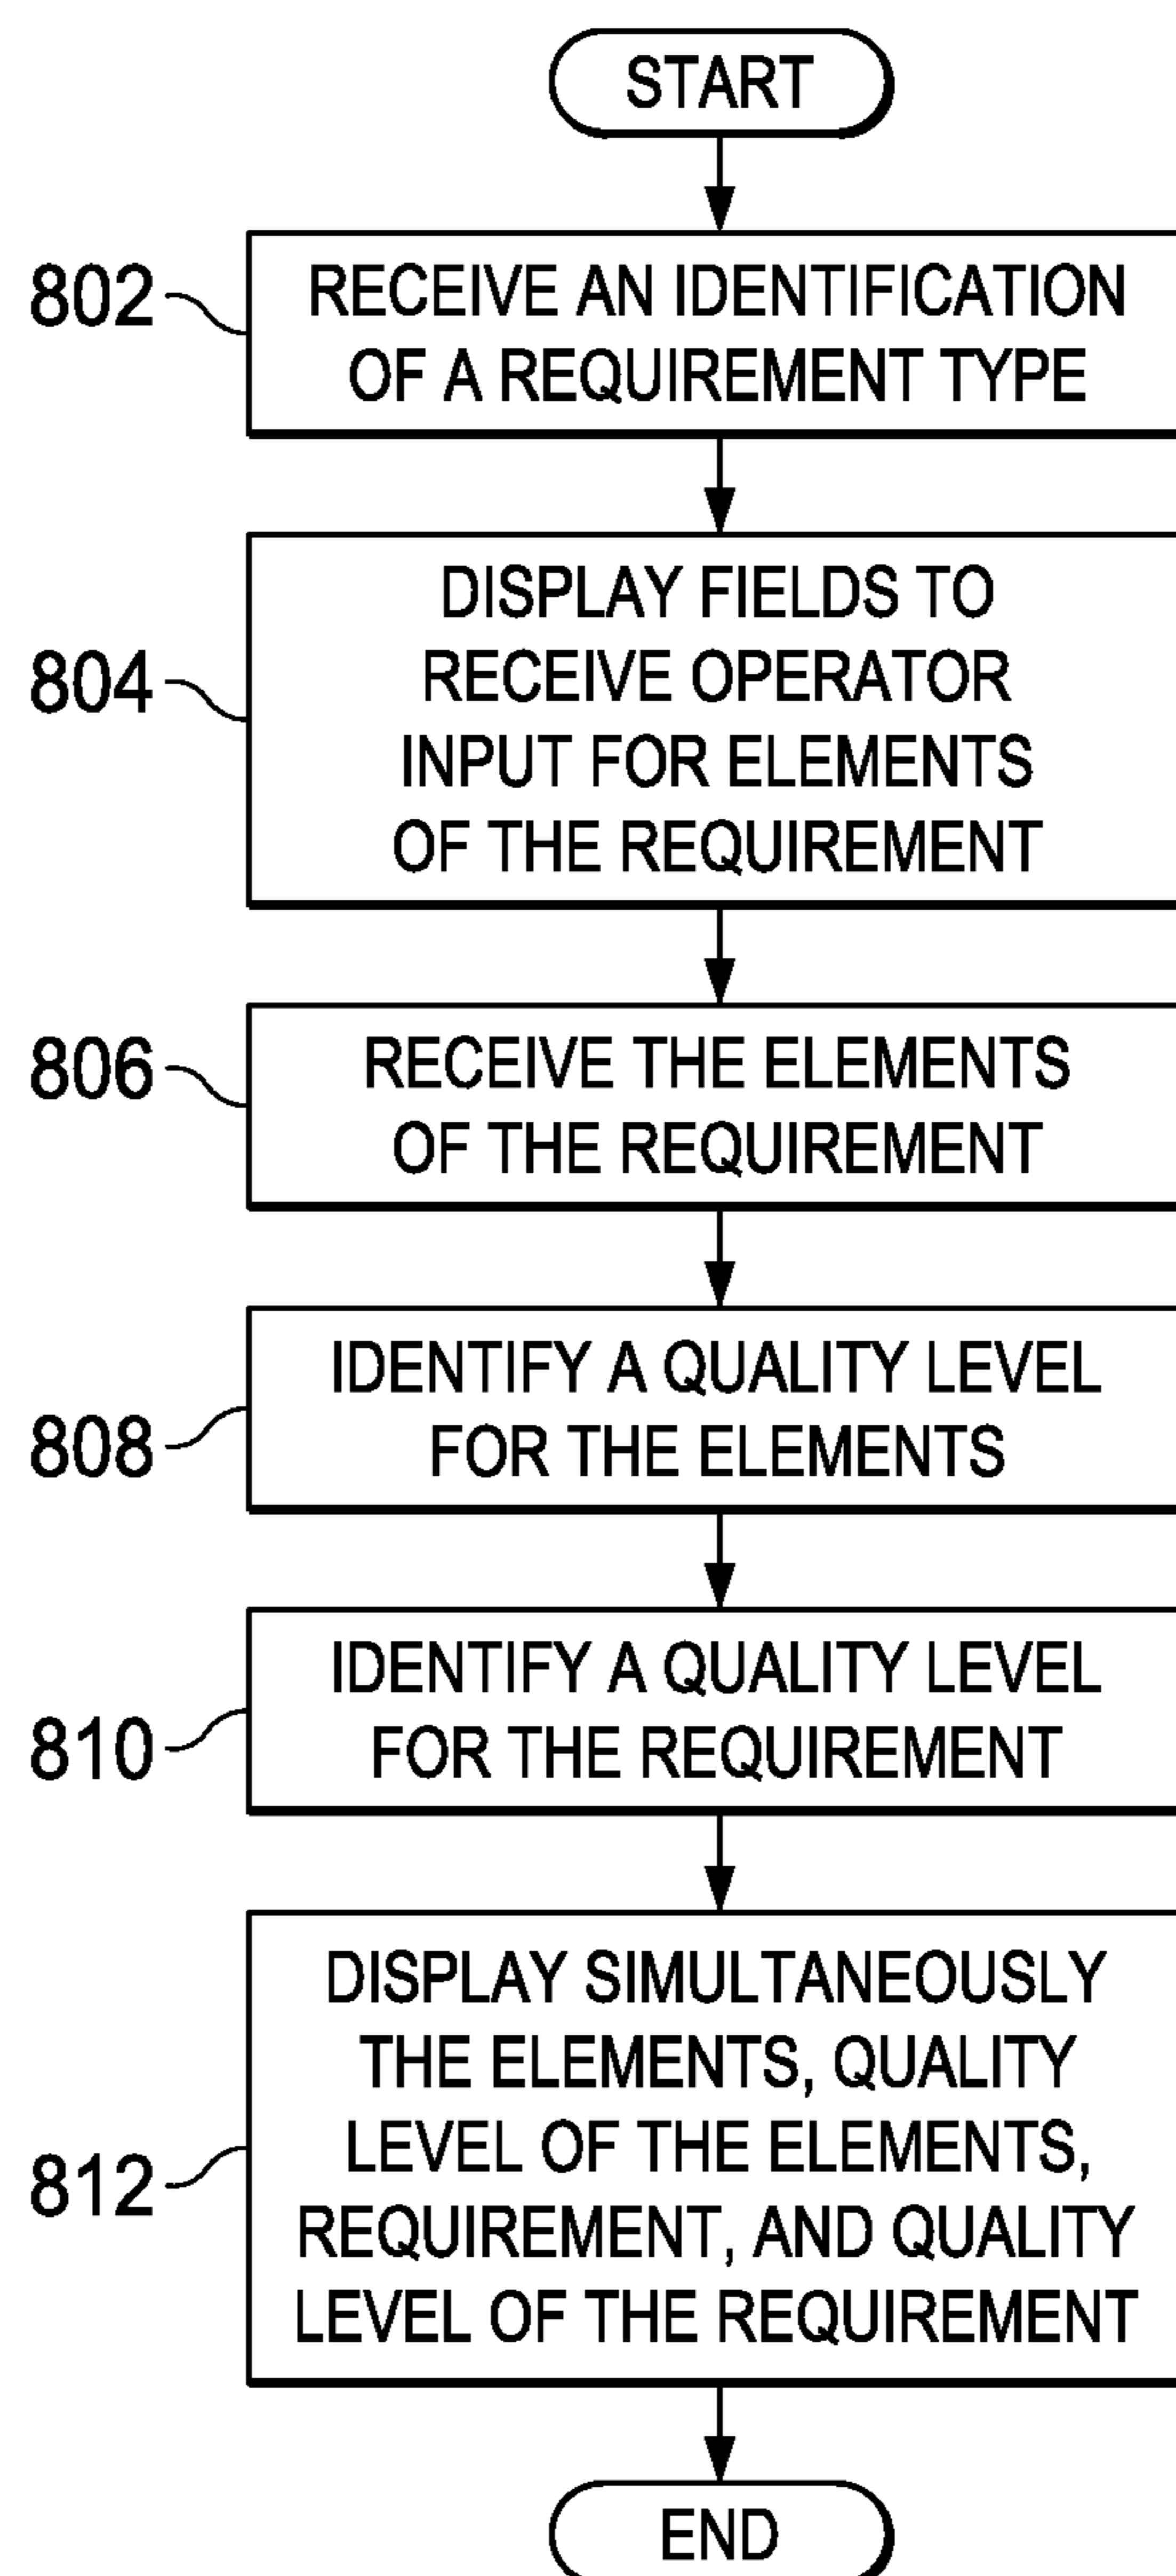 START
802
RECEIVE AN IDENTIFICATION
OF A REQUIREMENT TYPE
804
DISPLAY FIELDS TO
RECEIVE OPERATOR
INPUT FOR ELEMENTS
OF THE REQUIREMENT
806
RECEIVE THE ELEMENTS
OF THE REQUIREMENT
808
IDENTIFY A QUALITY LEVEL
FOR THE ELEMENTS
810
IDENTIFY A QUALITY LEVEL
FOR THE REQUIREMENT
812
DISPLAY SIMULTANEOUSLY
THE ELEMENTS, QUALITY
LEVEL OF THE ELEMENTS,
REQUIREMENT, AND QUALITY
LEVEL OF THE REQUIREMENT
END